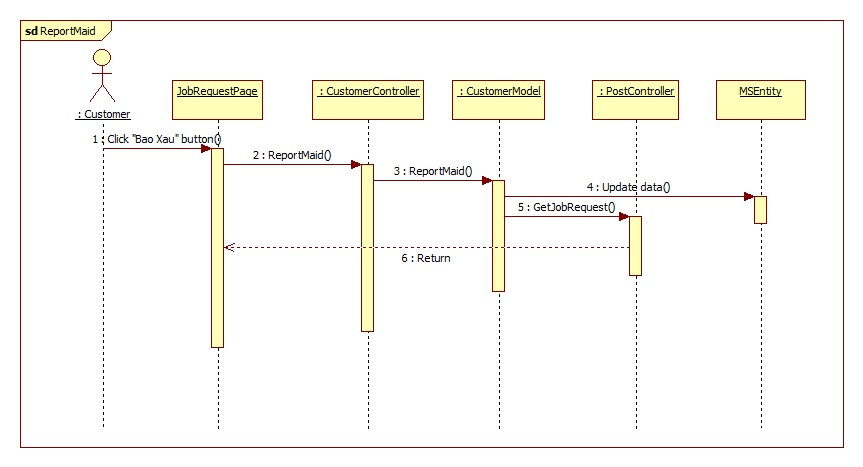 sd ReportMaid
: Customer
JobRequestPage
: CustomerController
: CustomerModel
: PostController
MSEntity
1 : Click "Bao Xau" button()
2 : ReportMaid()
3 : ReportMaid()
4 : Update data()
5 : GetJobRequest()
6 : Return